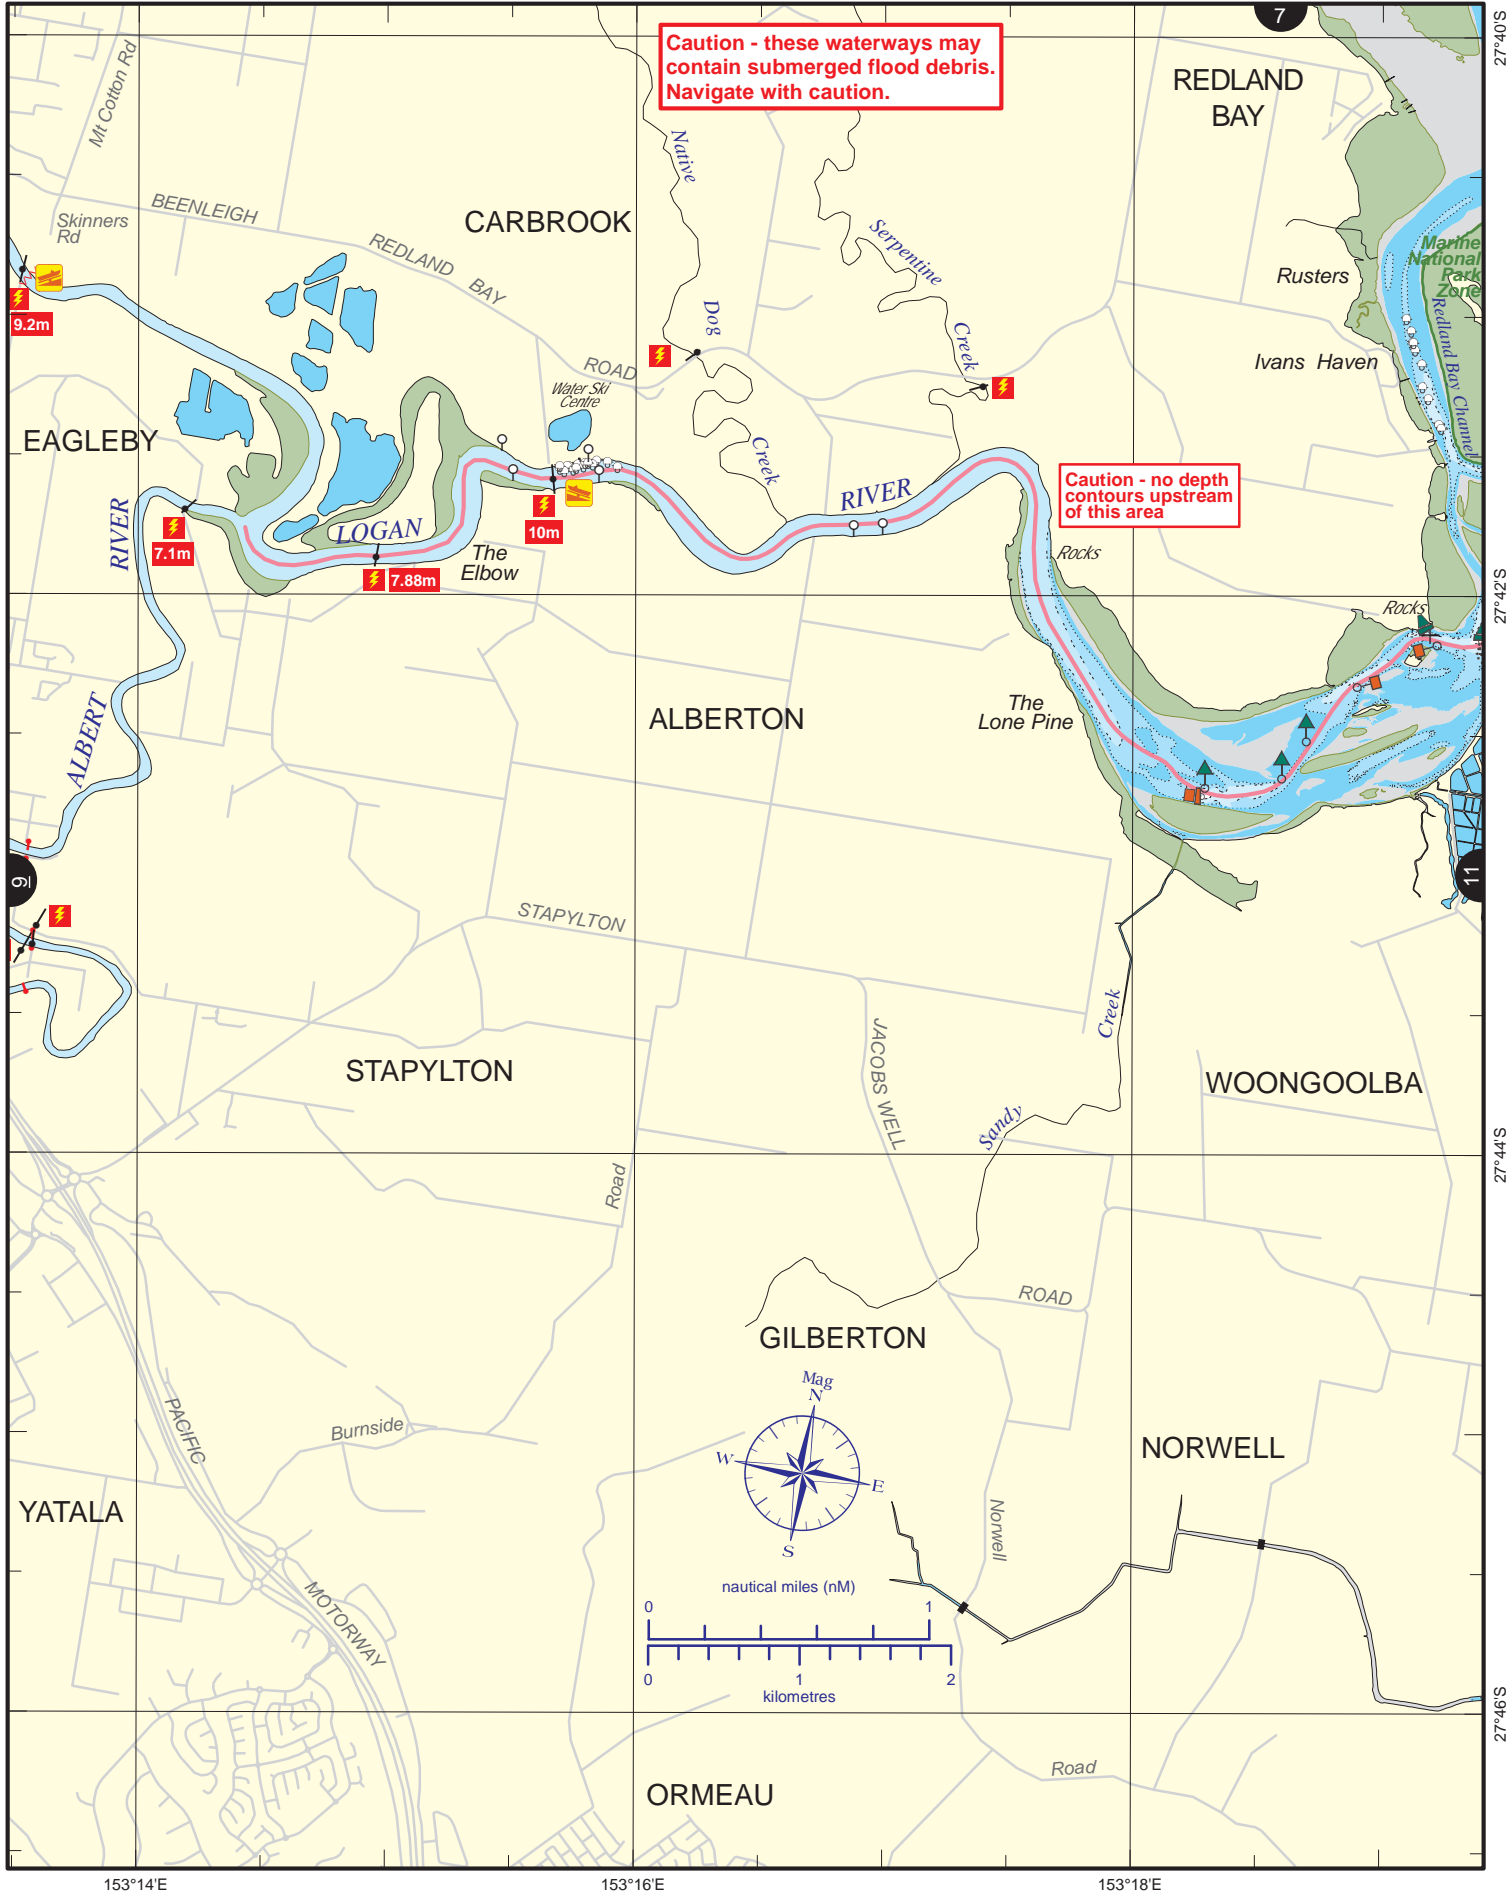 7
27°40'S
Caution - these waterways may
contain submerged flood debris.
Navigate with caution.
REDLAND
BAY
Mt Cotton Rd
Native
BEENLEIGH
Skinners
Rd
CARBROOK
REDLAND
BAY
Serpentine
Marine
National
Park
Zone
Rusters
9.2m
Dog
Redland Bay Channel
Creek
Ivans Haven
ROAD
Water Ski
Centre
EAGLEBY
Creek
Caution - no depth
contours upstream
of this area
RIVER
RIVER
LOGAN
10m
7.1m
The
Elbow
7.88m
Rocks
27°42'S
Rocks
ALBERT
ALBERTON
The
Lone Pine
9
11
STAPYLTON
Creek
JACOBS WELL
STAPYLTON
WOONGOOLBA
Sandy
27°44'S
Road
ROAD
GILBERTON
Mag
N
W
E
S
PACIFIC
Burnside
NORWELL
YATALA
Norwell
MOTORWAY
nautical miles (nM)
0
1
0
1
2
kilometres
27°46'S
Road
ORMEAU
153°14'E
153°16'E
153°18'E